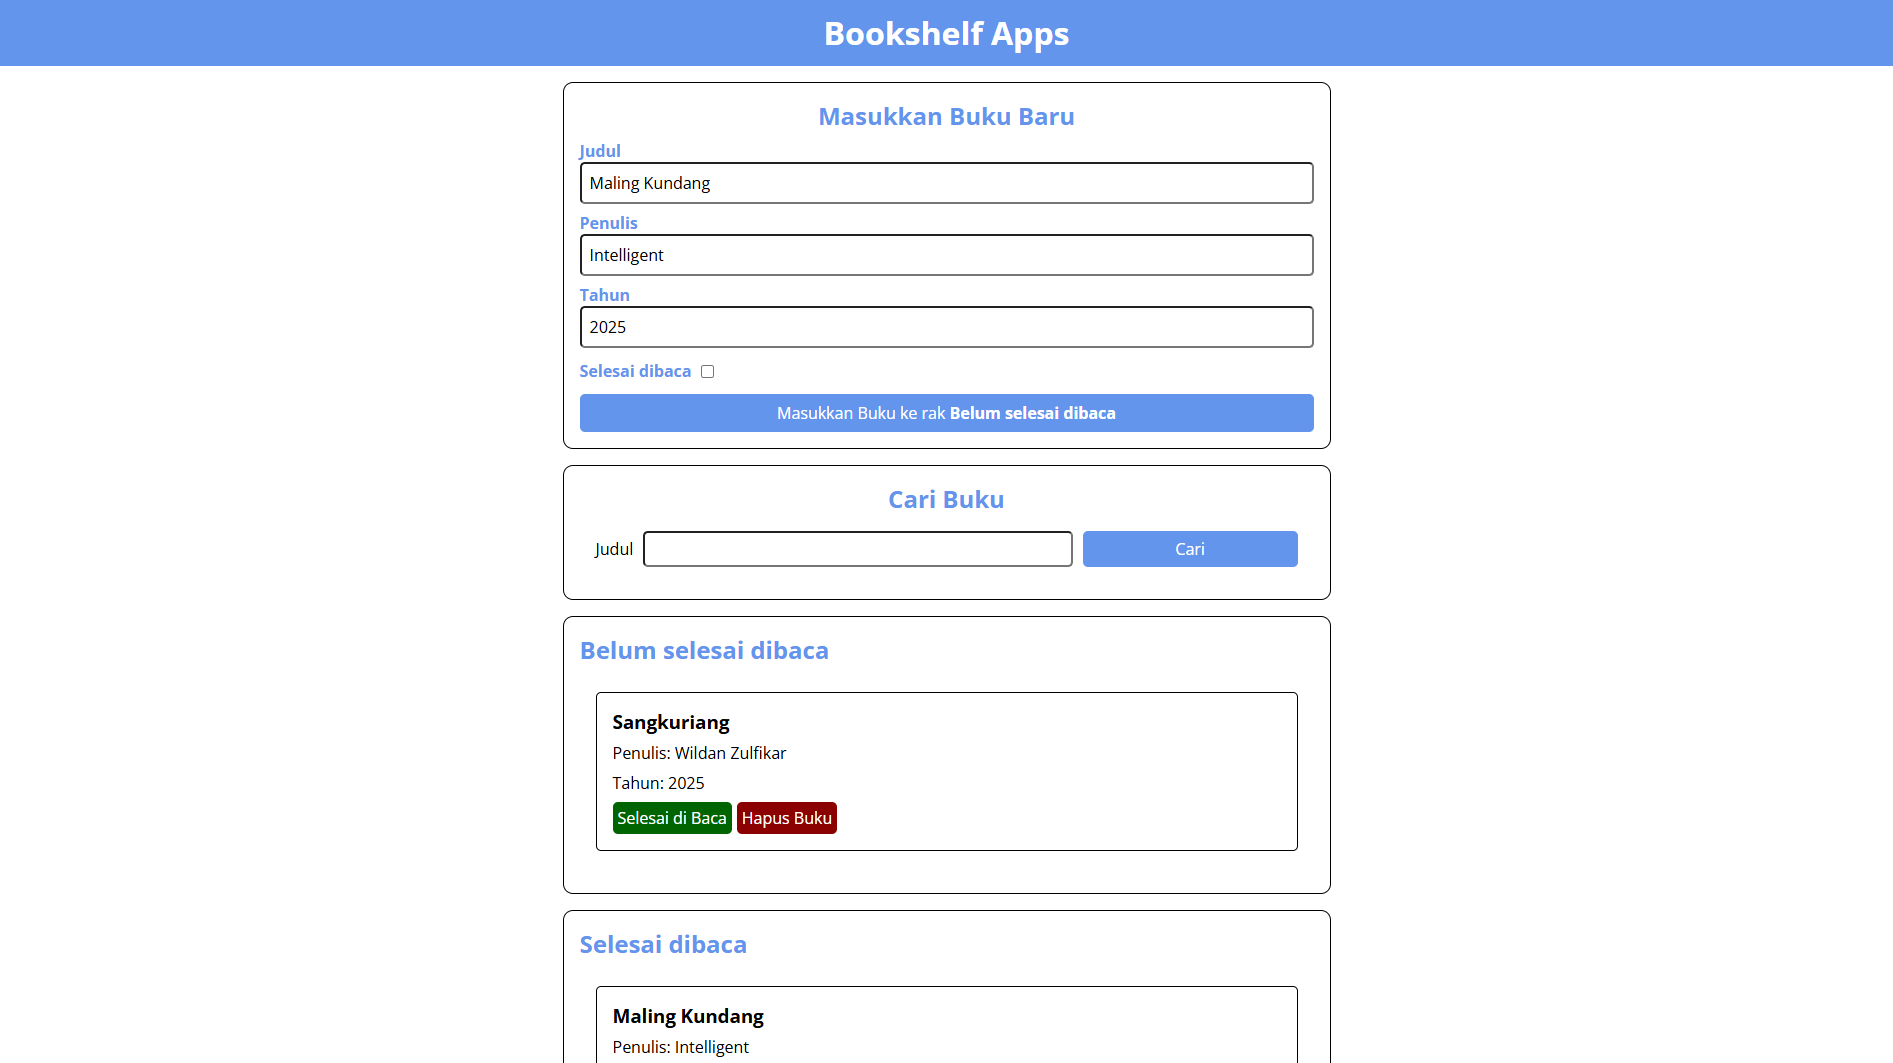 Bookshelf Apps
Masukkan Buku Baru
Judul
Maling Kundang
Penulis
Intelligent
Tahun
2025
Selesai dibaca
Masukkan Buku ke rak Belum selesai dibaca
Cari Buku
Judul Cari
Belum selesai dibaca
Sangkuriang
Penulis: Wildan Zulfikar
Tahun: 2025
Selesai di Baca Hapus Buku
Selesai dibaca
Maling Kundang
Penulis: Intelligent